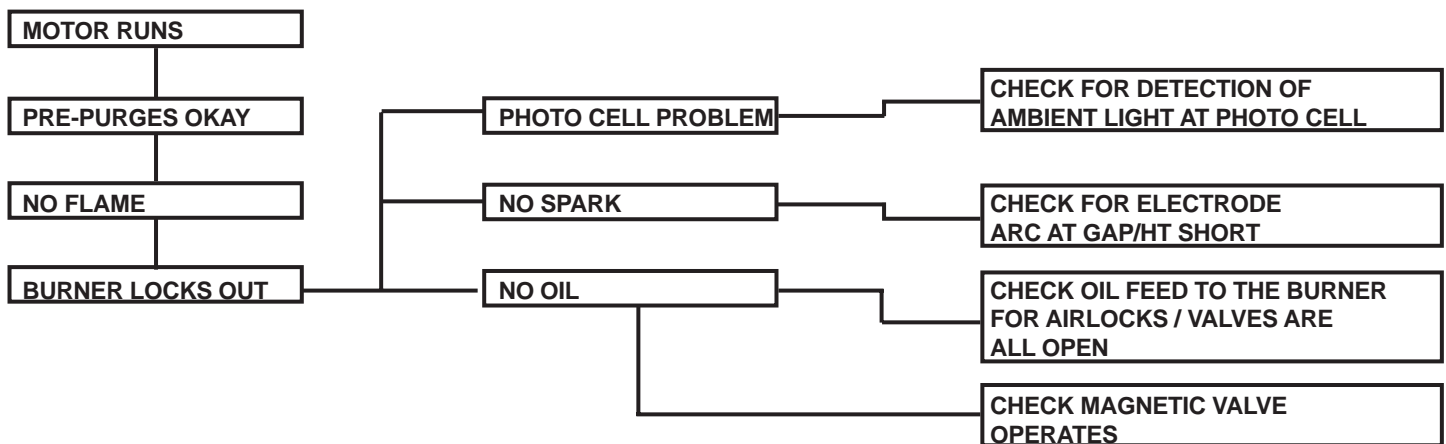 MOTOR RUNS
PRE-PURGES OKAY
NO FLAME
BURNER LOCKS OUT
PHOTO CELL PROBLEM
NO SPARK
NO OIL
CHECK FOR DETECTION OF
AMBIENT LIGHT AT PHOTO CELL
CHECK FOR ELECTRODE
ARC AT GAP/HT SHORT
CHECK OIL FEED TO THE BURNER
FOR AIRLOCKS / VALVES ARE
ALL OPEN
CHECK MAGNETIC VALVE
OPERATES